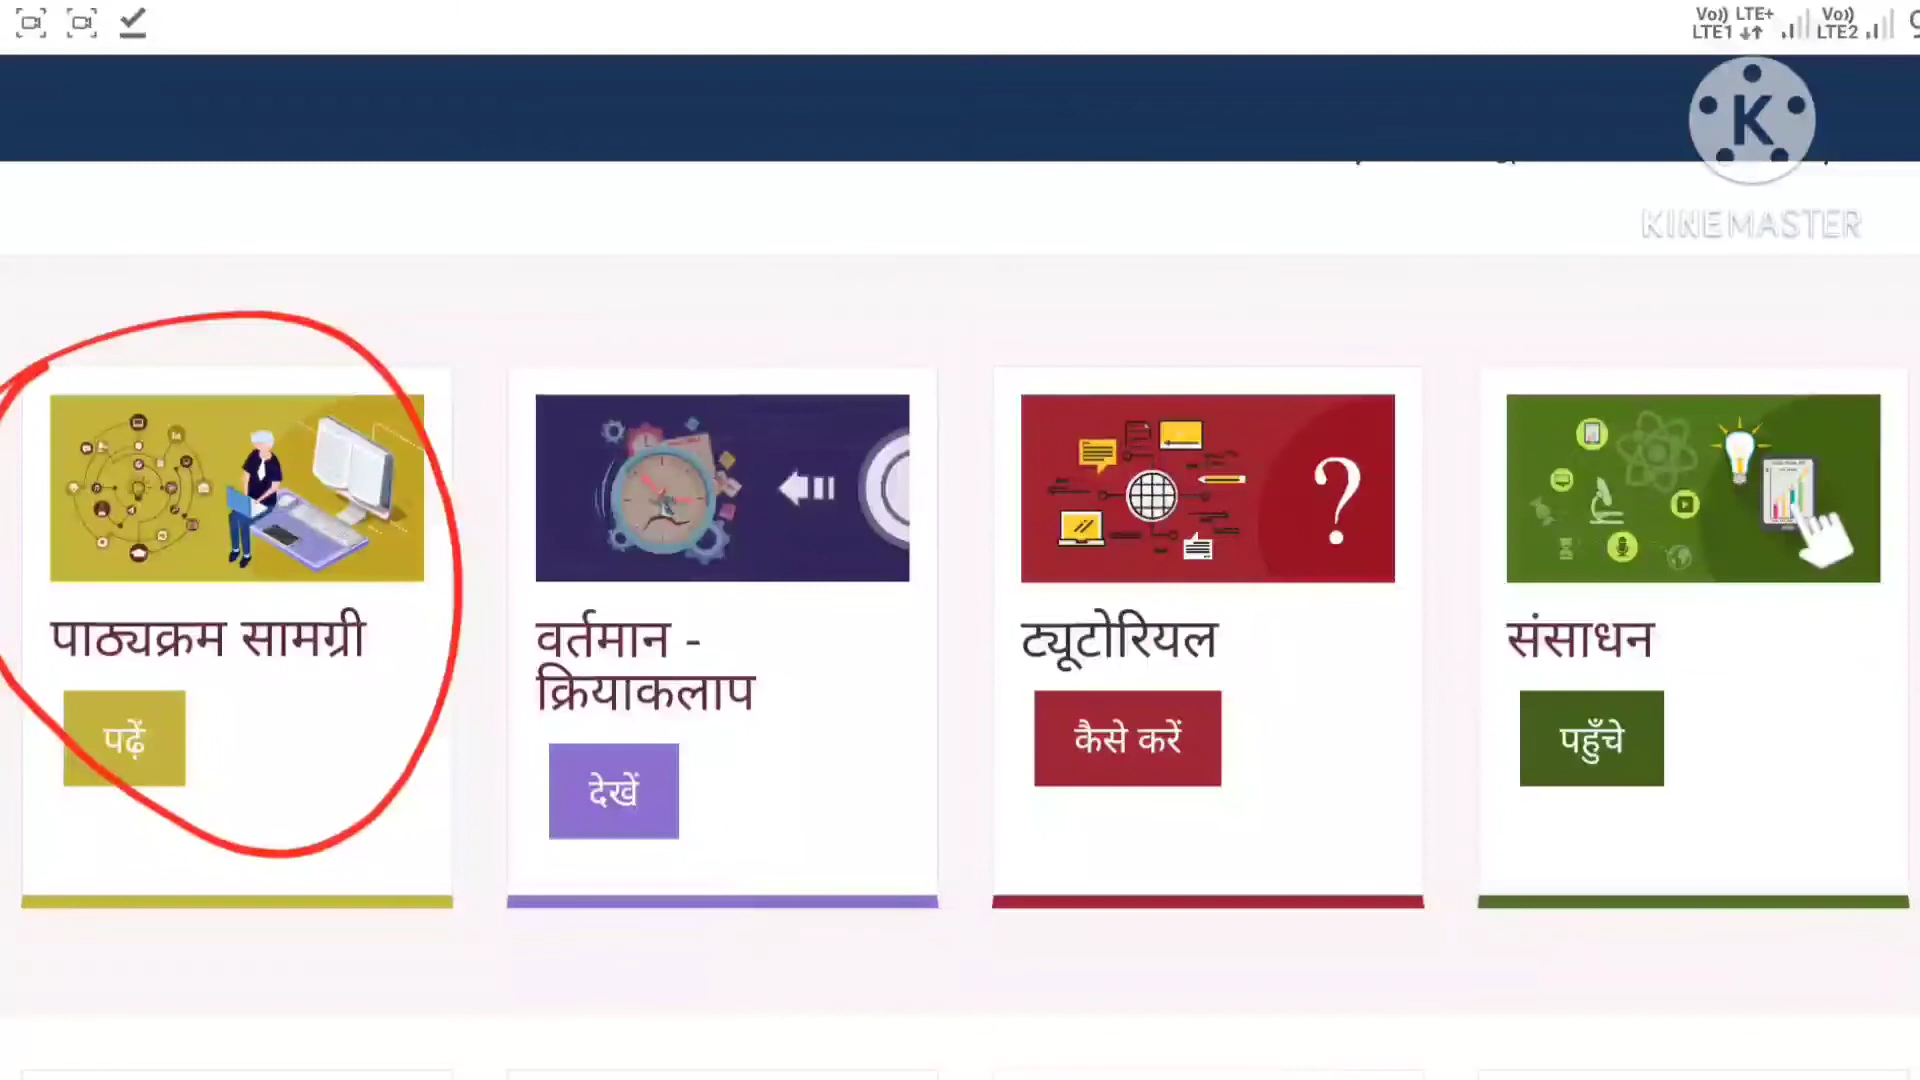 Vo)) LTE+ Vo))
LTE1 LTE2
K
KINEMASTER
?
पाठ्यक्रम सामग्री
पढ़ें
वर्तमान -
क्रियाकलाप
देखें
ट्यूटोरियल
कैसे करें
संसाधन
पहुँचे